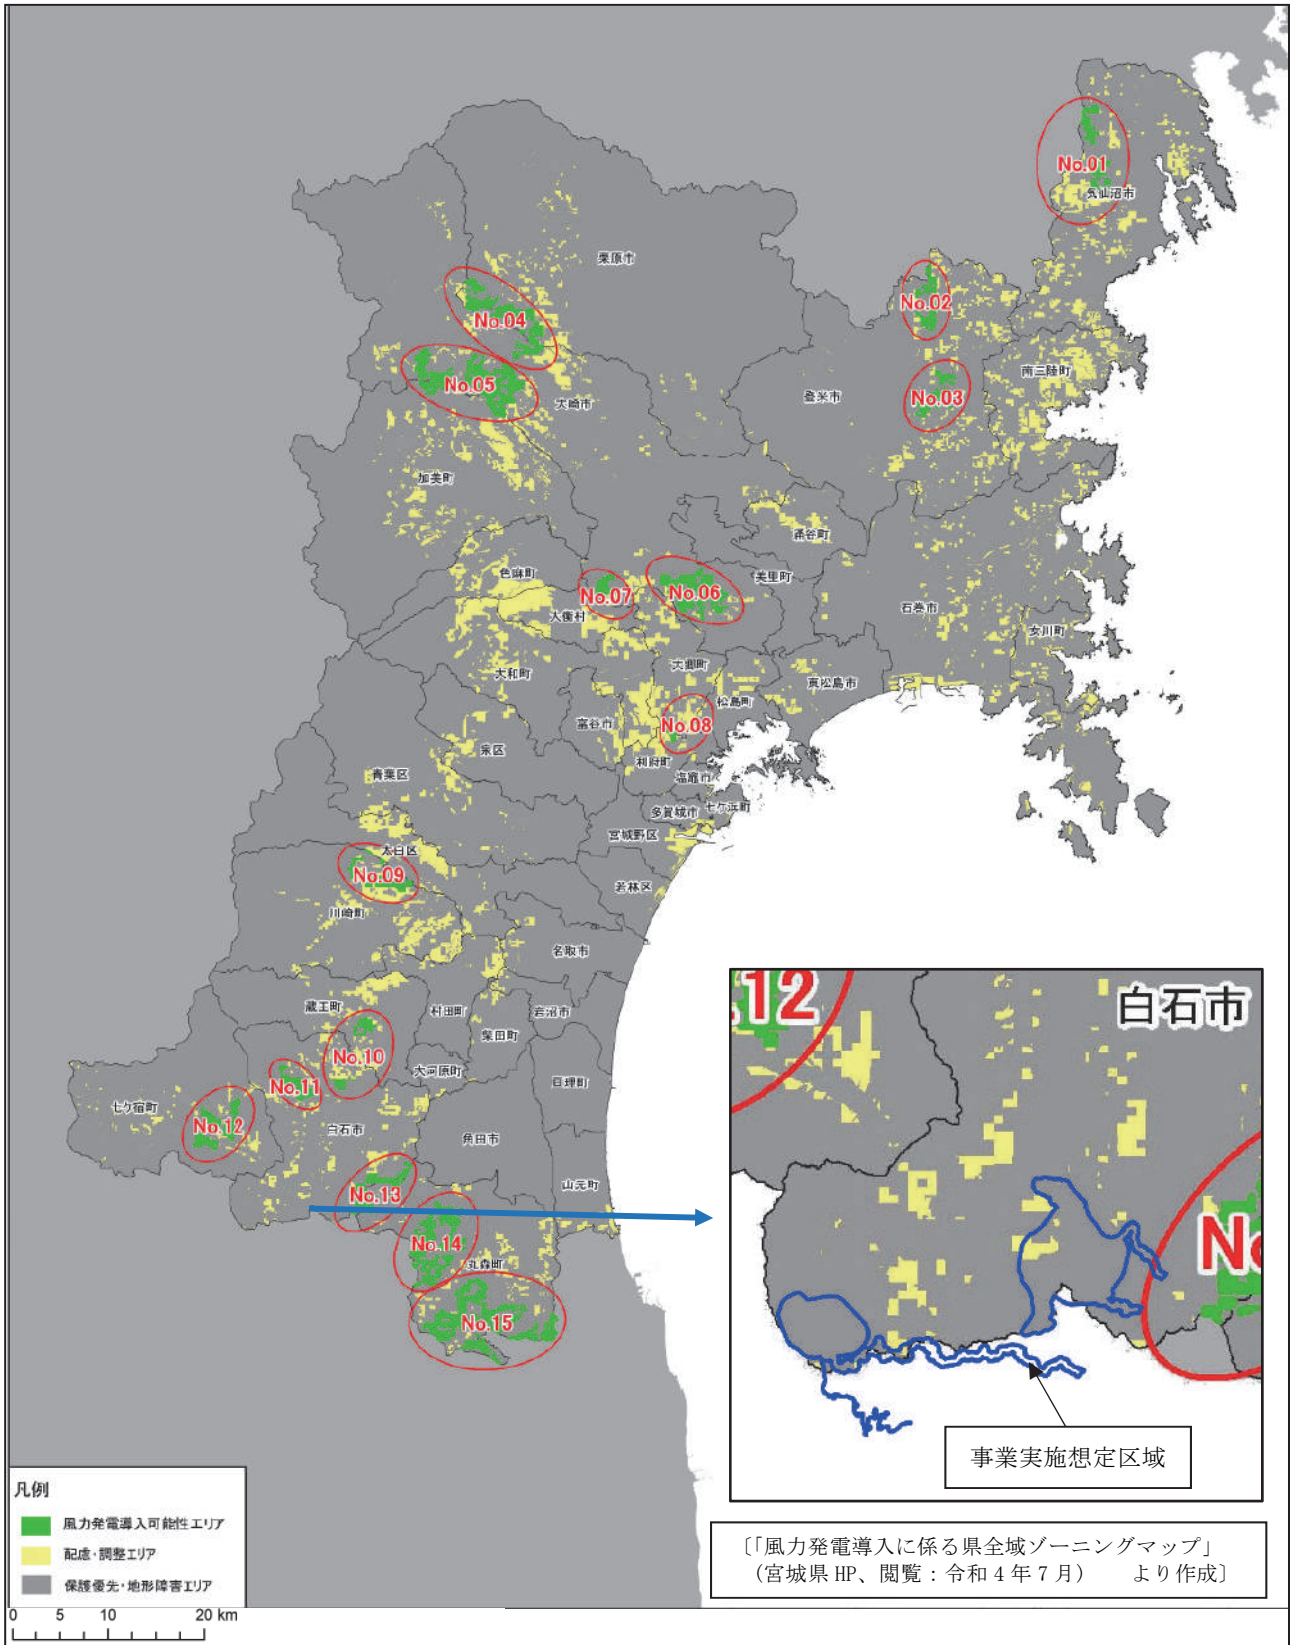 No.01
気仙沼市
栗原市
No.02
No.04
南三陸町
No.05
No.03
登米市
大崎市
加美町
涌谷町
色麻町
美里町
No.07
No.06
石巻市
大衡村
女川町
大郷町
大和町
東松島市
松島町
富谷市
No.08
泉区
利府町
青葉区
塩竈市
七ケ浜町
多賀城市
宮城野区
太白区
No.09
若林区
川崎町
名取市
蔵王町
村田町
岩沼市
柴田町
No.10
大河原町
亘理町
No.11
七ケ宿町
No.12
白石市
角田市
No.13
山元町
No.14
丸森町
No.15
.12
白石市
No
事業実施想定区域
凡例
風力発電導入可能性エリア
配慮・調整エリア
保護優先・地形障害エリア
0 5 10 20 km
〔「風力発電導入に係る県全域ゾーニングマップ」
（宮城県 HP、閲覧：令和 4 年 7 月） より作成〕